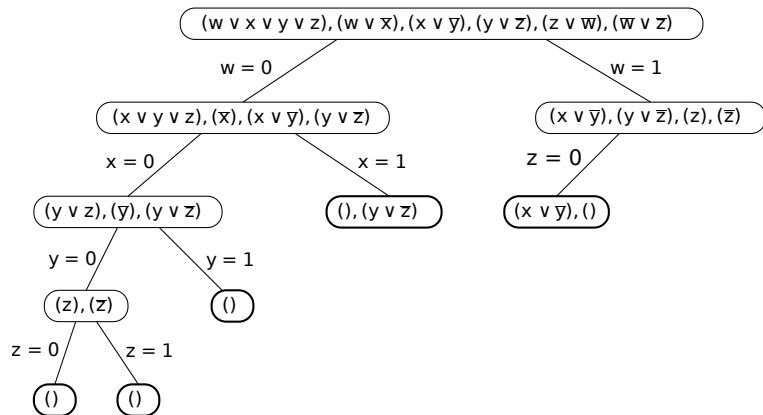 (w ∨ x ∨ y ∨ z), (w ∨ x̅), (x ∨ y̅), (y ∨ z̅), (z ∨ w̅), (w̅ ∨ z̅)
w = 0 w = 1
(x ∨ y ∨ z), (x̅), (x ∨ y̅), (y ∨ z̅) (x ∨ y̅), (y ∨ z̅), (z), (z̅)
x = 0 x = 1 z = 0
(y ∨ z), (y̅), (y ∨ z̅) (), (y ∨ z̅) (x ∨ y̅), ()
y = 0 y = 1
(z), (z̅) ()
z = 0 z = 1
() ()